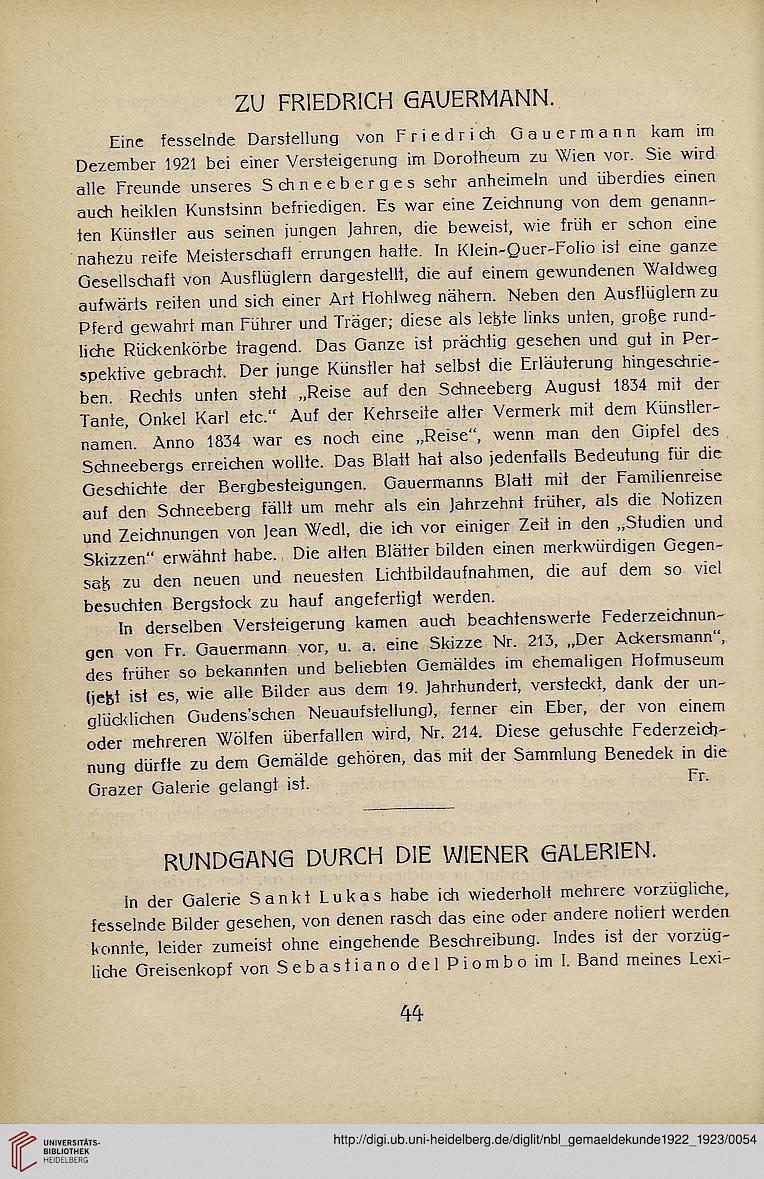 ZU FRIEDRICH GAUERMANN.
Eine fesselnde Darstellung von Friedrich Gauermann kam im
Dezember 1921 bei einer Versteigerung im Dorotheum zu Wien vor. Sie wird
alle Freunde unseres Schneeberges sehr anheimeln und überdies einen
auch heiklen Kunstsinn befriedigen. Es war eine Zeichnung von dem genann-
ten Künstler aus seinen jungen Jahren, die beweist, wie früh er schon eine
nahezu reife Meisterschaft errungen hatte. In Klein-Quer-Folio ist eine ganze
Gesellschaft von Ausflüglern dargestellt, die auf einem gewundenen Waldweg
aufwärts reiten und sich einer Art Hohlweg nähern. Neben den Ausflüglern zu
Pferd gewahrt man Führer und Träger; diese als letzte links unten, große rund-
liche Rückenkörbe tragend. Das Ganze ist prächtig gesehen und gut in Per-
spektive gebracht. Der junge Künstler hat selbst die Erläuterung hingeschrie-
ben. Rechts unten steht „Reise auf den Schneeberg August 1834 mit der
Tante, Onkel Karl etc.“ Auf der Kehrseite alter Vermerk mit dem Künstler-
namen. Anno 1834 war es noch eine „Reise“, wenn man den Gipfel des
Schneebergs erreichen wollte. Das Blatt hat also jedenfalls Bedeutung für die
Geschichte der Bergbesteigungen. Gauermanns Blatt mit der Familienreise
auf den Schneeberg fällt um mehr als ein Jahrzehnt früher, als die Notizen
und Zeichnungen von Jean Wedl, die ich vor einiger Zeit in den „Studien und
Skizzen“ erwähnt habe. Die alten Blätter bilden einen merkwürdigen Gegen-
satz zu den neuen und neuesten Lichtbildaufnahmen, die auf dem so viel
besuchten Bergstock zu hauf angefertigt werden.
In derselben Versteigerung kamen auch beachtenswerte Federzeichnun-
gen von Fr. Gauermann vor, u. a. eine Skizze Nr. 213, „Der Ackersmann“,
des früher so bekannten und beliebten Gemäldes im ehemaligen Hofmuseum
(jetzt ist es, wie alle Bilder aus dem 19. Jahrhundert, versteckt, dank der un-
glücklichen Gudens'schen Neuaufstellung), ferner ein Eber, der von einem
oder mehreren Wölfen überfallen wird, Nr. 214. Diese getuschte Federzeich-
nung dürfte zu dem Gemälde gehören, das mit der Sammlung Benedek in die
Grazer Galerie gelangt ist. Fr.
RUNDGANG DURCH DIE WIENER GALERIEN.
In der Galerie Sankt Lukas habe ich wiederholt mehrere vorzügliche,
fesselnde Bilder gesehen, von denen rasch das eine oder andere notiert werden
konnte, leider zumeist ohne eingehende Beschreibung. Indes ist der vorzüg-
liche Greisenkopf von Sebastiano del Piombo im I. Band meines Lexi-
44
UNIVERSITÄTS-
BIBLIOTHEK
HEIDELBERG
http://digi.ub.uni-heidelberg.de/diglit/nbl_gemaeldekunde1922_1923/0054